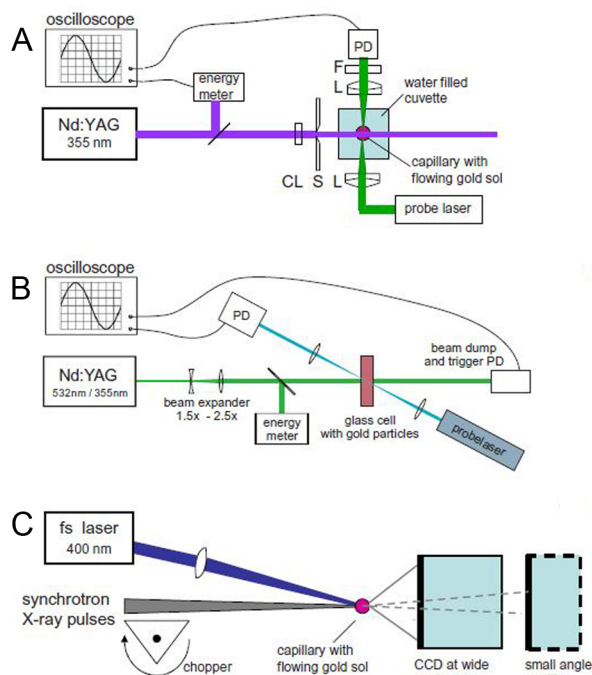 A
oscilloscope
PD
F
L
energy
meter
water filled
cuvette
Nd:YAG
355 nm
CL
S
L
capillary with
flowing gold sol
probe laser
B
oscilloscope
PD
beam dump
and trigger PD
Nd:YAG
532nm / 355nm
beam expander
1.5x - 2.5x
energy
meter
glass cell
with gold particles
probelaser
C
fs laser
400 nm
synchrotron
X-ray pulses
chopper
capillary with
flowing gold sol
CCD at wide
small angle